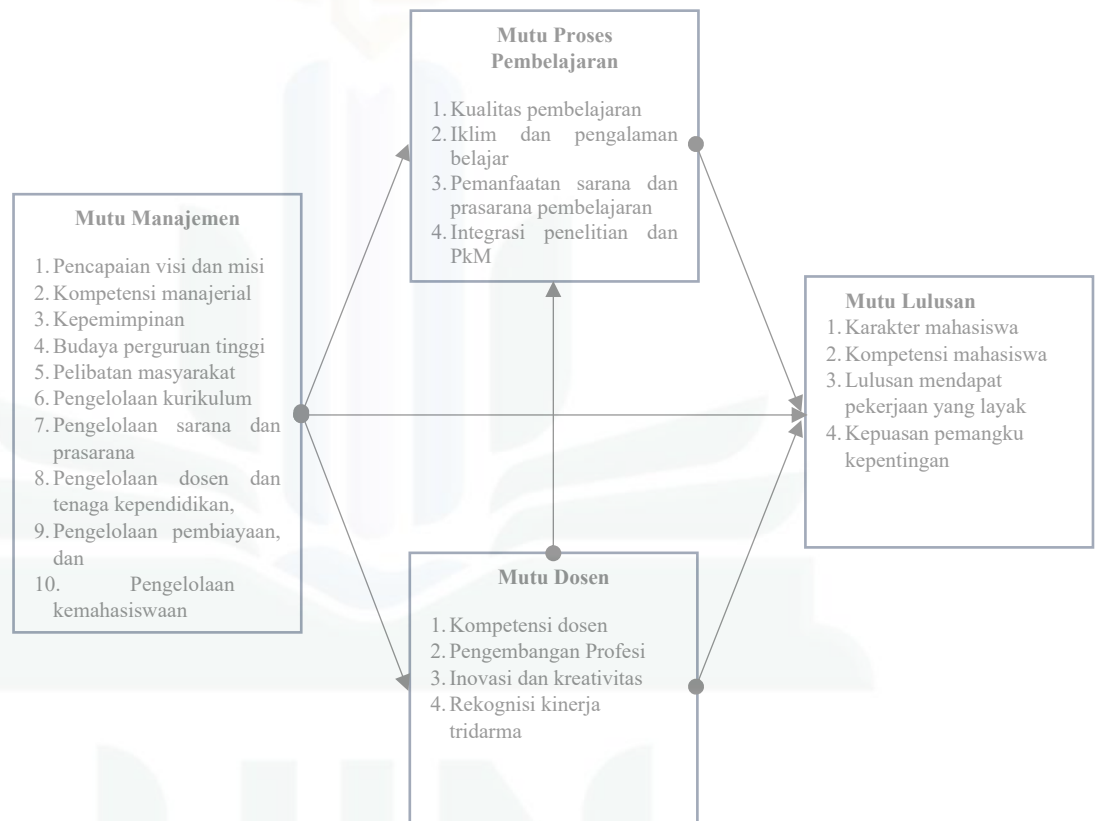 Mutu Proses
Pembelajaran
1. Kualitas pembelajaran
2. Iklim dan pengalaman
belajar
3. Pemanfaatan sarana dan
prasarana pembelajaran
4. Integrasi penelitian dan
PkM
Mutu Manajemen
1. Pencapaian visi dan misi
2. Kompetensi manajerial
3. Kepemimpinan
4. Budaya perguruan tinggi
5. Pelibatan masyarakat
6. Pengelolaan kurikulum
7. Pengelolaan sarana dan
prasarana
8. Pengelolaan dosen dan
tenaga kependidikan,
9. Pengelolaan pembiayaan,
dan
10. Pengelolaan
kemahasiswaan
Mutu Lulusan
1. Karakter mahasiswa
2. Kompetensi mahasiswa
3. Lulusan mendapat
pekerjaan yang layak
4. Kepuasan pemangku
kepentingan
Mutu Dosen
1. Kompetensi dosen
2. Pengembangan Profesi
3. Inovasi dan kreativitas
4. Rekognisi kinerja
tridarma